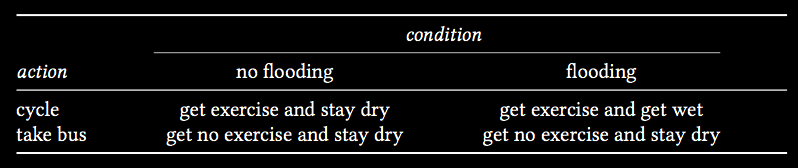 condition
action no flooding flooding
cycle get exercise and stay dry get exercise and get wet
take bus get no exercise and stay dry get no exercise and stay dry